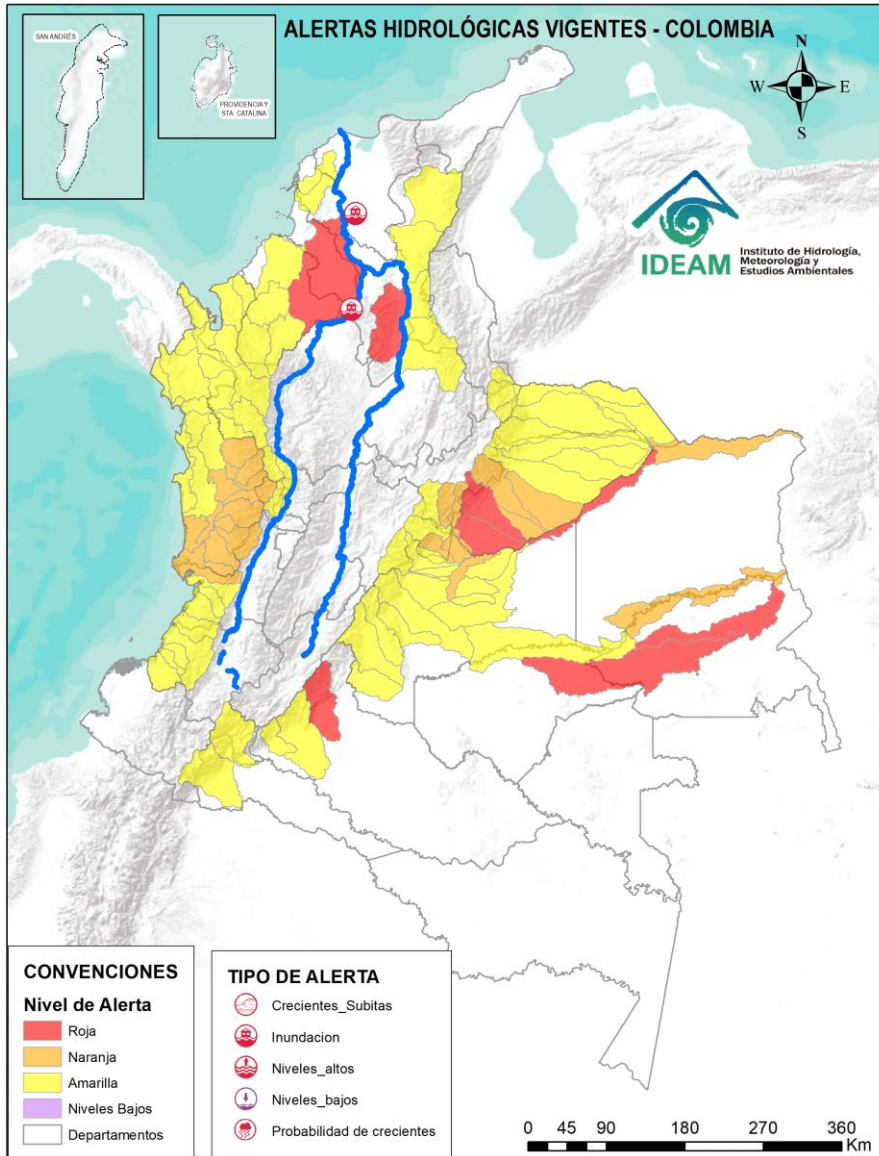 ALERTAS HIDROLÓGICAS VIGENTES - COLOMBIA
SAN ANDRÉS
PROVIDENCIA Y
STA. CATALINA
N
W
E
S
IDEAM
Instituto de Hidrología,
Meteorología y
Estudios Ambientales
CONVENCIONES
Nivel de Alerta
Roja
Naranja
Amarilla
Niveles Bajos
Departamentos
TIPO DE ALERTA
Crecientes_Subitas
Inundacion
Niveles_altos
Niveles_bajos
Probabilidad de crecientes
0 45 90 180 270 360
Km